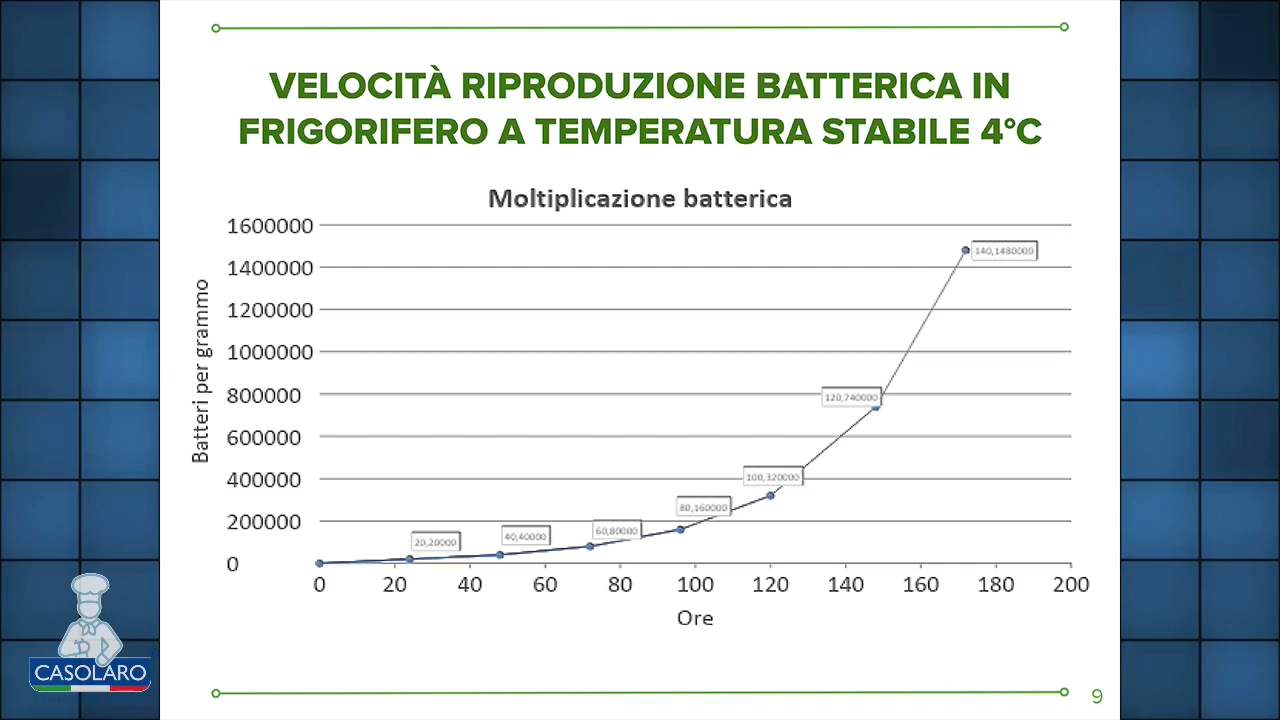 VELOCITÀ RIPRODUZIONE BATTERICA IN
FRIGORIFERO A TEMPERATURA STABILE 4°C
Moltiplicazione batterica
Batteri per grammo
1600000
1400000
1200000
1000000
800000
600000
400000
200000
0
140,1480000
120,740000
100,320000
80,160000
60,80000
40,40000
20,20000
0 20 40 60 80 100 120 140 160 180 200
Ore
CASOLARO
9